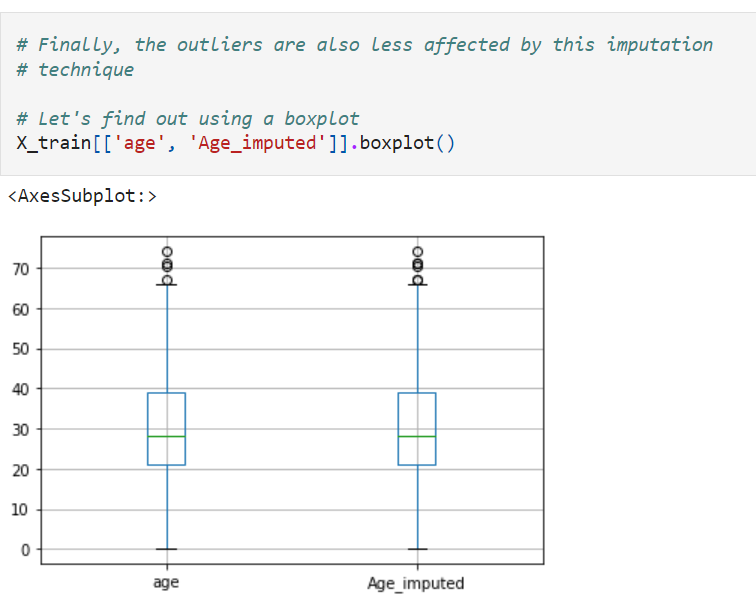 # Finally, the outliers are also less affected by this imputation
# technique
# Let's find out using a boxplot
X_train[['age', 'Age_imputed']].boxplot()
<AxesSubplot:>
70
60
50
40
30
20
10
0
age Age_imputed